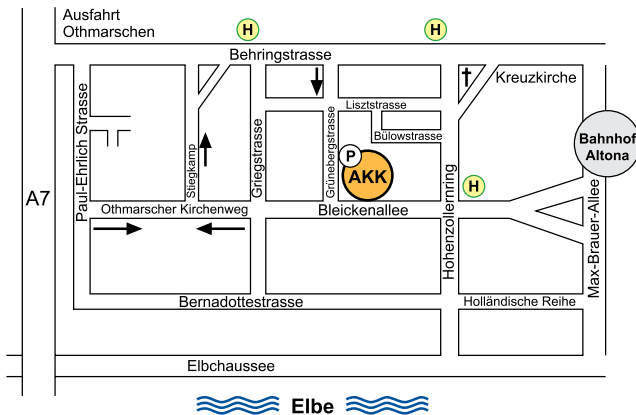 Ausfahrt
Othmarschen
H
H
Behringstrasse
Kreuzkirche
Lisztstrasse
Bülowstrasse
Bahnhof
Altona
Paul-Ehrlich Strasse
Stiegkamp
Griegstrasse
Grünebergstrasse
P
AKK
H
Hohenzollernring
Max-Brauer-Allee
A7
Othmarscher Kirchenweg
Bleickenallee
Bernadottestrasse
Holländische Reihe
Elbchaussee
Elbe